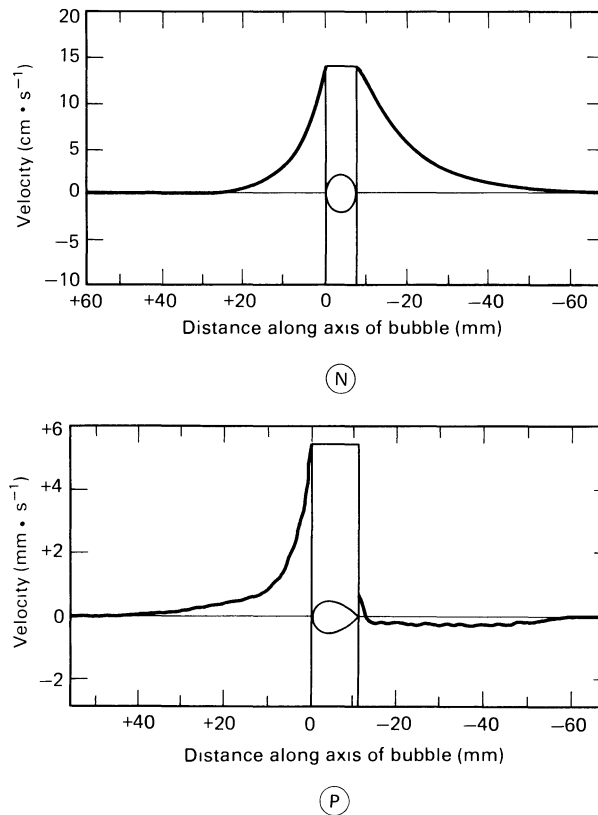 20
15
10
5
0
−5
−10
Velocity (cm • s⁻¹)
+60 +40 +20 0 −20 −40 −60
Distance along axis of bubble (mm)
N
+6
+4
+2
0
−2
Velocity (mm • s⁻¹)
+40 +20 0 −20 −40 −60
Distance along axis of bubble (mm)
P